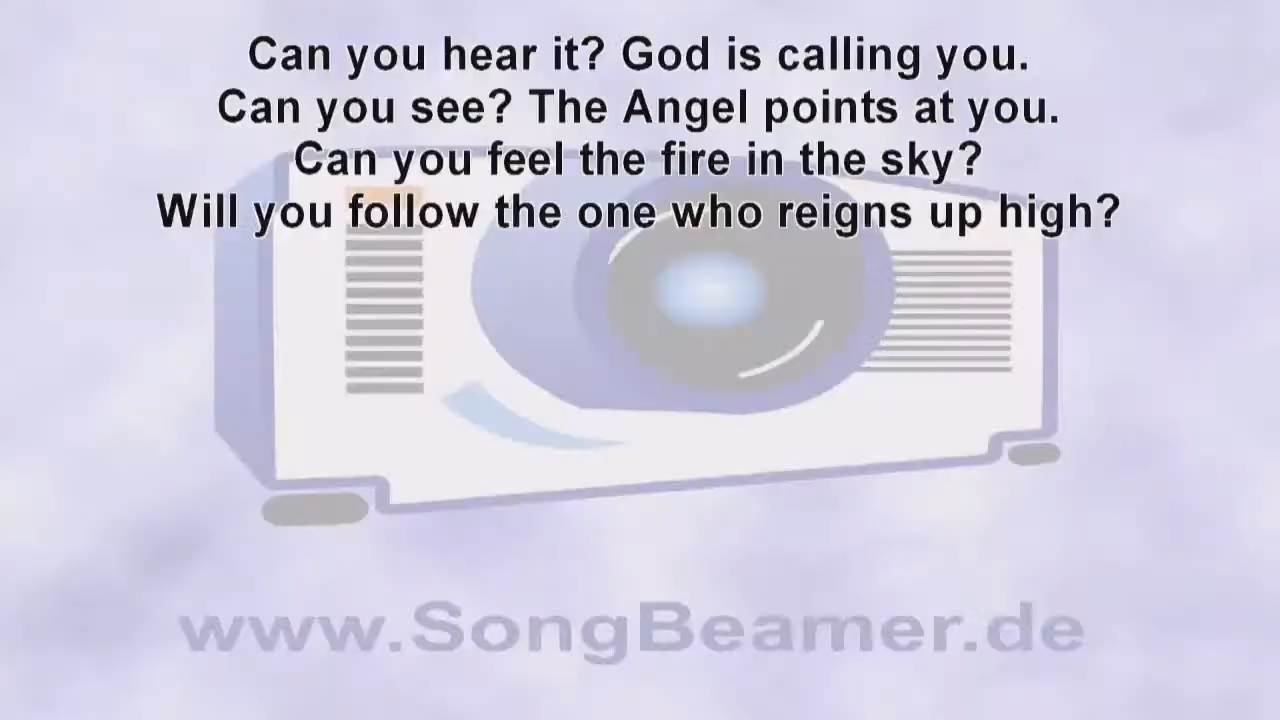 Can you hear it? God is calling you.
Can you see? The Angel points at you.
Can you feel the fire in the sky?
Will you follow the one who reigns up high?
www.SongBeamer.de